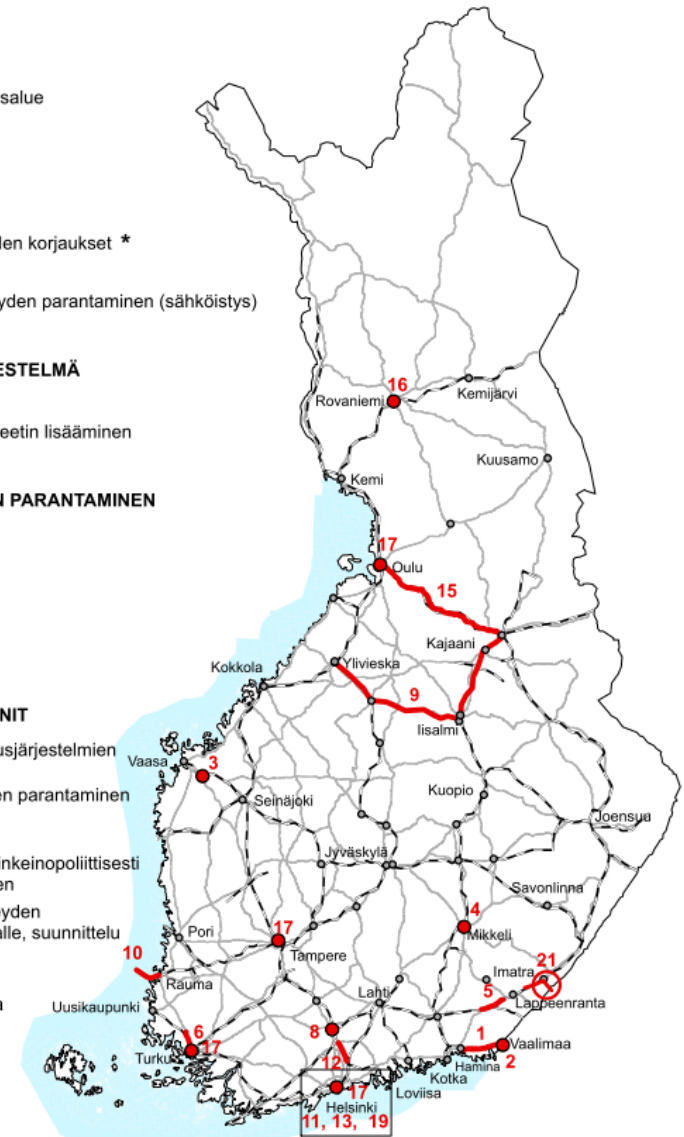 salue
den korjaukset *
yyden parantaminen (sähköistys)
ESTELMÄ
eetin lisääminen
N PARANTAMINEN
NIT
usjärjestelmien
en parantaminen
inkeinopoliittisesti
en
eyden
alle, suunnittelu
a
16
Rovaniemi
Kemijärvi
Kuusamo
Kemi
17
Oulu
15
Kajaani
Ylivieska
Kokkola
9
Iisalmi
Vaasa
3
Seinäjoki
Kuopio
Joensuu
Jyväskylä
Savonlinna
4
Mikkeli
Pori
17
Tampere
10
Rauma
21
Imatra
Lahti
5
Lappeenranta
Uusikaupunki
6
17
Turku
8
12
1
Vaalimaa
2
Hamina
Kotka
Loviisa
17
Helsinki
11, 13, 19